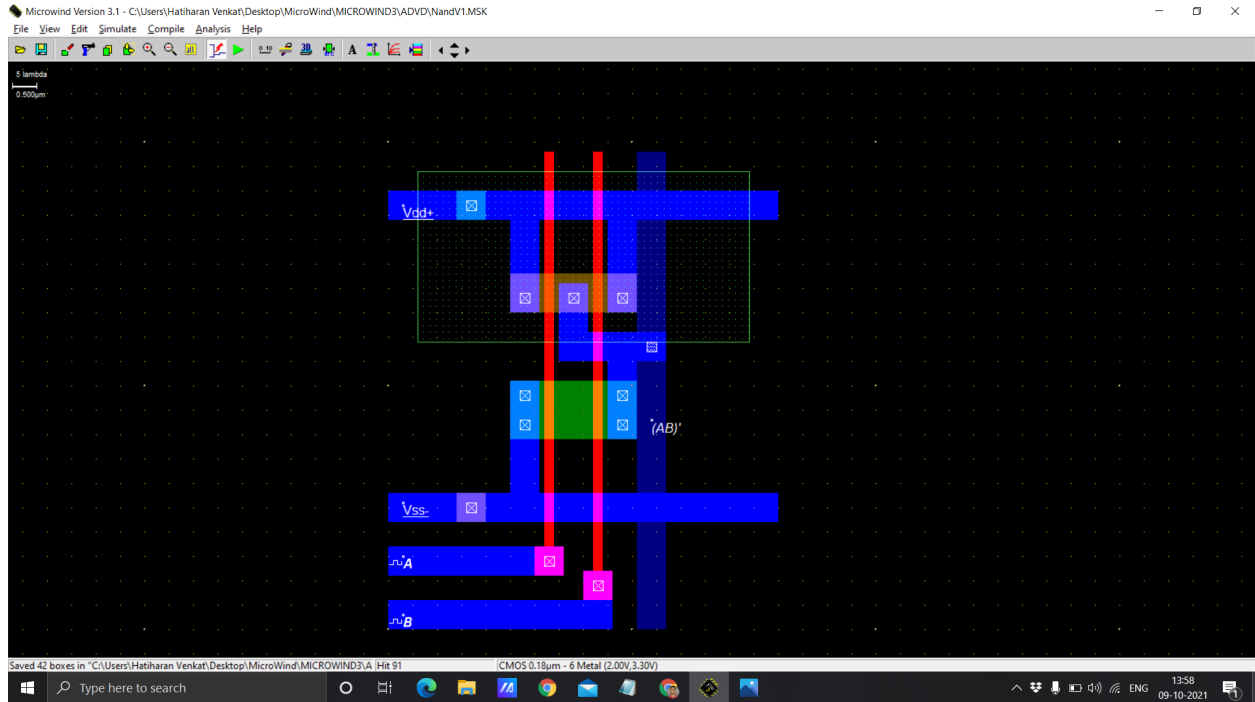 Microwind Version 3.1 - C:\Users\Hatiharan Venkat\Desktop\MicroWind\MICROWIND3\ADVD\NandV1.MSK
File View Edit Simulate Compile Analysis Help
5 lambda
0.500µm
Vdd+
(AB)'
Vss-
A
B
Saved 42 boxes in "C:\Users\Hatiharan Venkat\Desktop\MicroWind\MICROWIND3\A Hit 91 CMOS 0.18µm - 6 Metal (2.00V,3.30V)
Type here to search
ENG
13:58
09-10-2021
1